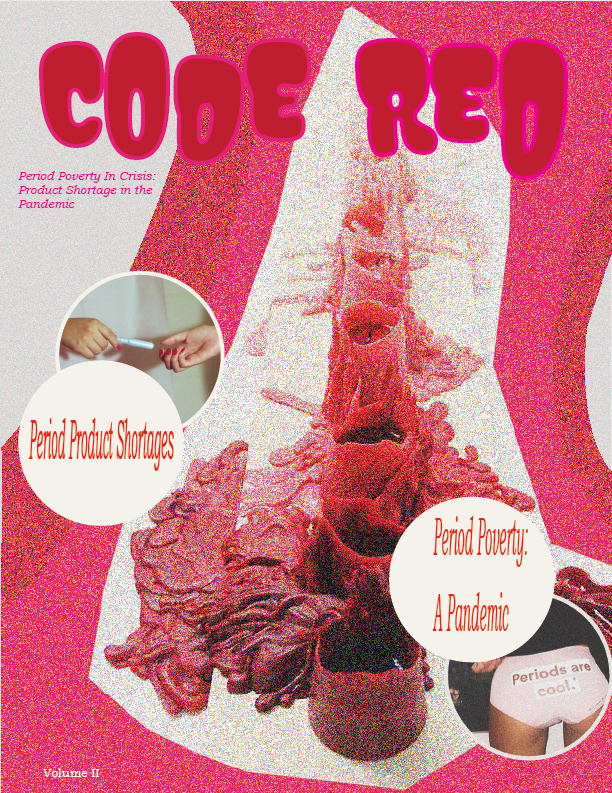 CODE RED
Period Poverty In Crisis:
Product Shortage in the
Pandemic
Period Product Shortages
Period Poverty:
A Pandemic
Periods are
cool.
Volume II